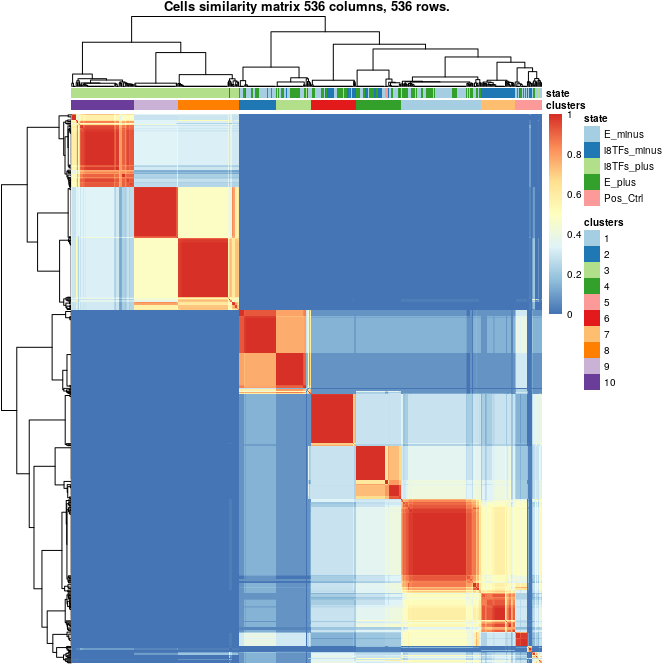 Cells similarity matrix 536 columns, 536 rows.
state
clusters
1
0.8
0.6
0.4
0.2
0
state
E_minus
I8TFs_minus
I8TFs_plus
E_plus
Pos_Ctrl
clusters
1
2
3
4
5
6
7
8
9
10